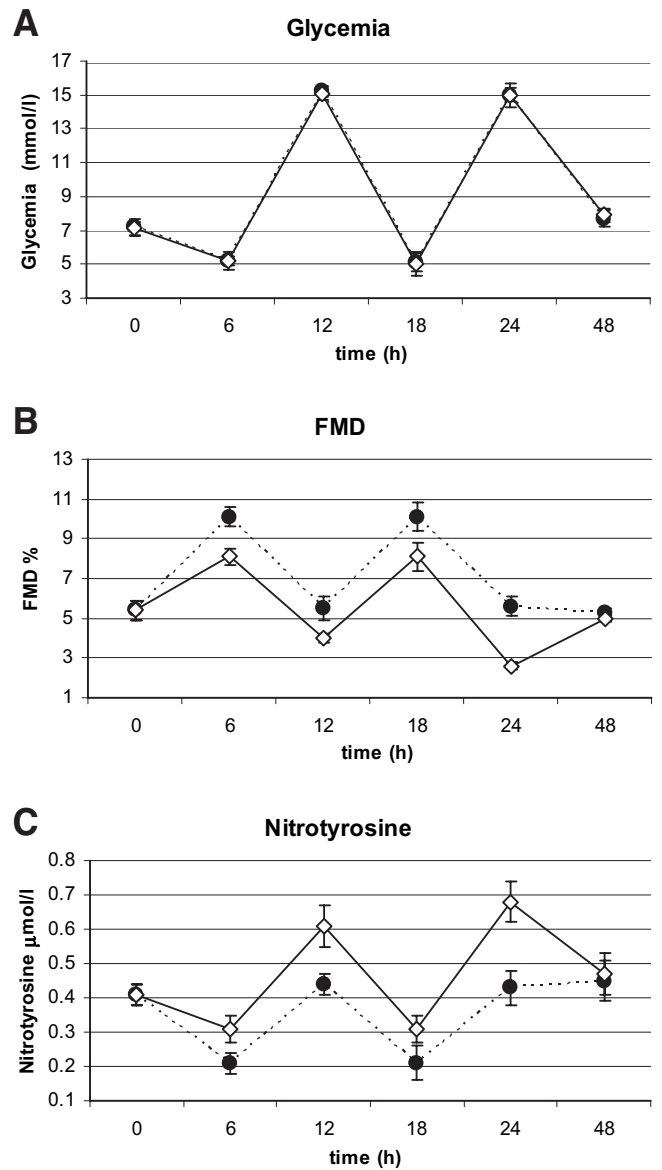 A
Glycemia
17
15
13
11
9
7
5
3
Glycemia (mmol/l)
0 6 12 18 24 48
time (h)
B
FMD
13
11
9
7
5
3
1
FMD %
0 6 12 18 24 48
time (h)
C
Nitrotyrosine
0.8
0.7
0.6
0.5
0.4
0.3
0.2
0.1
Nitrotyrosine µmol/l
0 6 12 18 24 48
time (h)